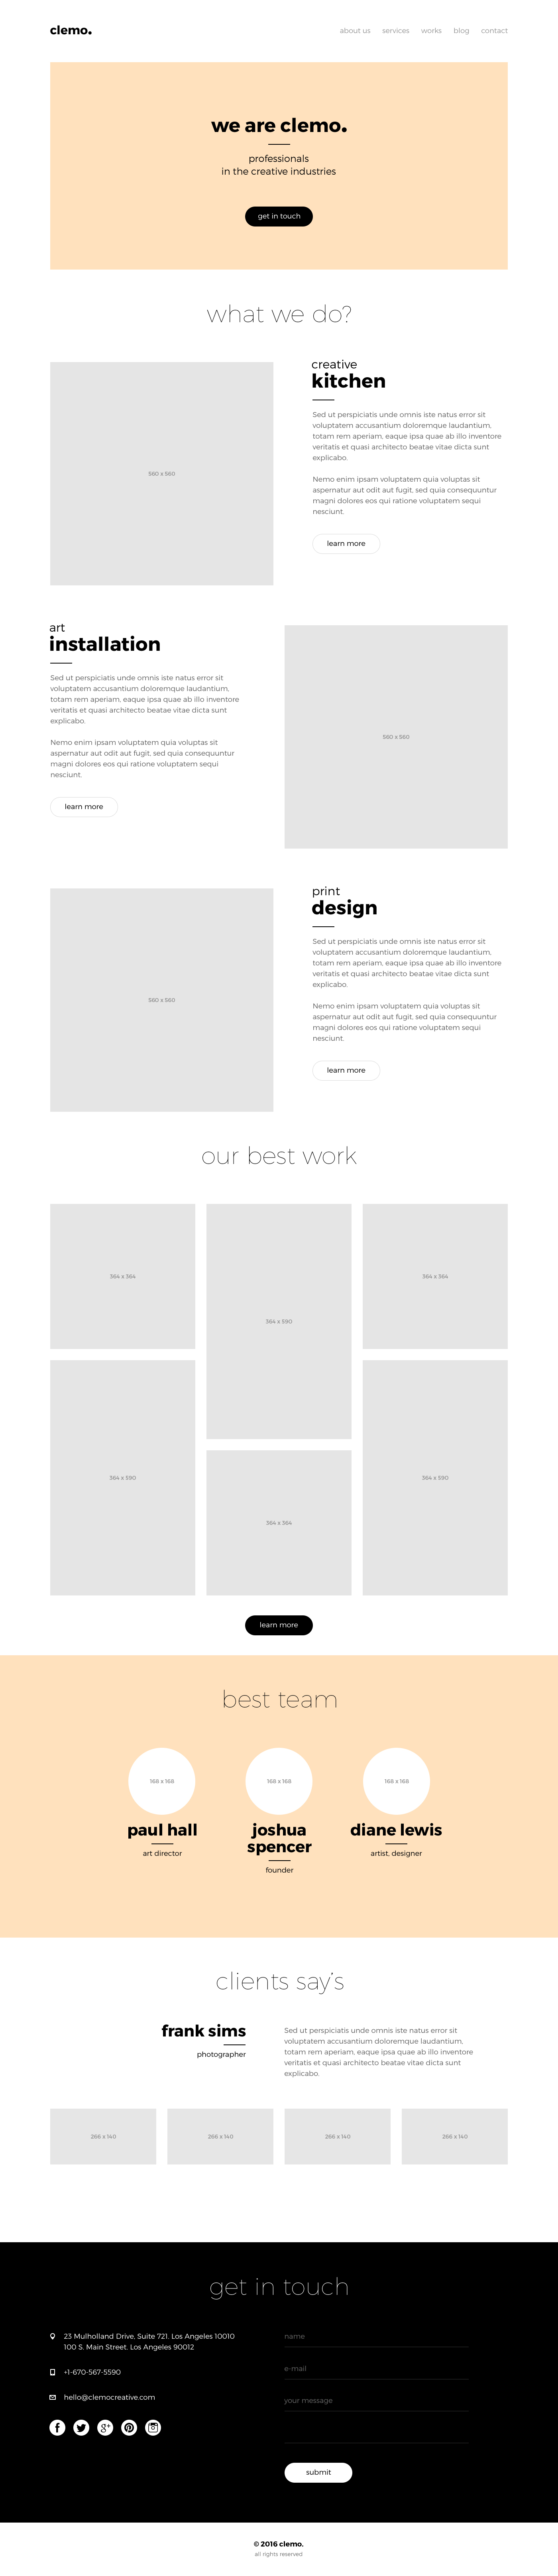 clemo.
about us services works blog contact
we are clemo.
professionals
in the creative industries
get in touch
what we do?
560 x 560
creative
kitchen
Sed ut perspiciatis unde omnis iste natus error sit
voluptatem accusantium doloremque laudantium,
totam rem aperiam, eaque ipsa quae ab illo inventore
veritatis et quasi architecto beatae vitae dicta sunt
explicabo.
Nemo enim ipsam voluptatem quia voluptas sit
aspernatur aut odit aut fugit, sed quia consequuntur
magni dolores eos qui ratione voluptatem sequi
nesciunt.
learn more
art
installation
Sed ut perspiciatis unde omnis iste natus error sit
voluptatem accusantium doloremque laudantium,
totam rem aperiam, eaque ipsa quae ab illo inventore
veritatis et quasi architecto beatae vitae dicta sunt
explicabo.
Nemo enim ipsam voluptatem quia voluptas sit
aspernatur aut odit aut fugit, sed quia consequuntur
magni dolores eos qui ratione voluptatem sequi
nesciunt.
learn more
560 x 560
560 x 560
print
design
Sed ut perspiciatis unde omnis iste natus error sit
voluptatem accusantium doloremque laudantium,
totam rem aperiam, eaque ipsa quae ab illo inventore
veritatis et quasi architecto beatae vitae dicta sunt
explicabo.
Nemo enim ipsam voluptatem quia voluptas sit
aspernatur aut odit aut fugit, sed quia consequuntur
magni dolores eos qui ratione voluptatem sequi
nesciunt.
learn more
our best work
364 x 364
364 x 590
364 x 364
364 x 590
364 x 364
364 x 590
learn more
best team
168 x 168
168 x 168
168 x 168
paul hall
art director
joshua
spencer
founder
diane lewis
artist, designer
clients say's
frank sims
photographer
Sed ut perspiciatis unde omnis iste natus error sit
voluptatem accusantium doloremque laudantium,
totam rem aperiam, eaque ipsa quae ab illo inventore
veritatis et quasi architecto beatae vitae dicta sunt
explicabo.
266 x 140
266 x 140
266 x 140
266 x 140
get in touch
23 Mulholland Drive, Suite 721. Los Angeles 10010
100 S. Main Street. Los Angeles 90012
+1-670-567-5590
hello@clemocreative.com
name
e-mail
your message
submit
© 2016 clemo.
all rights reserved